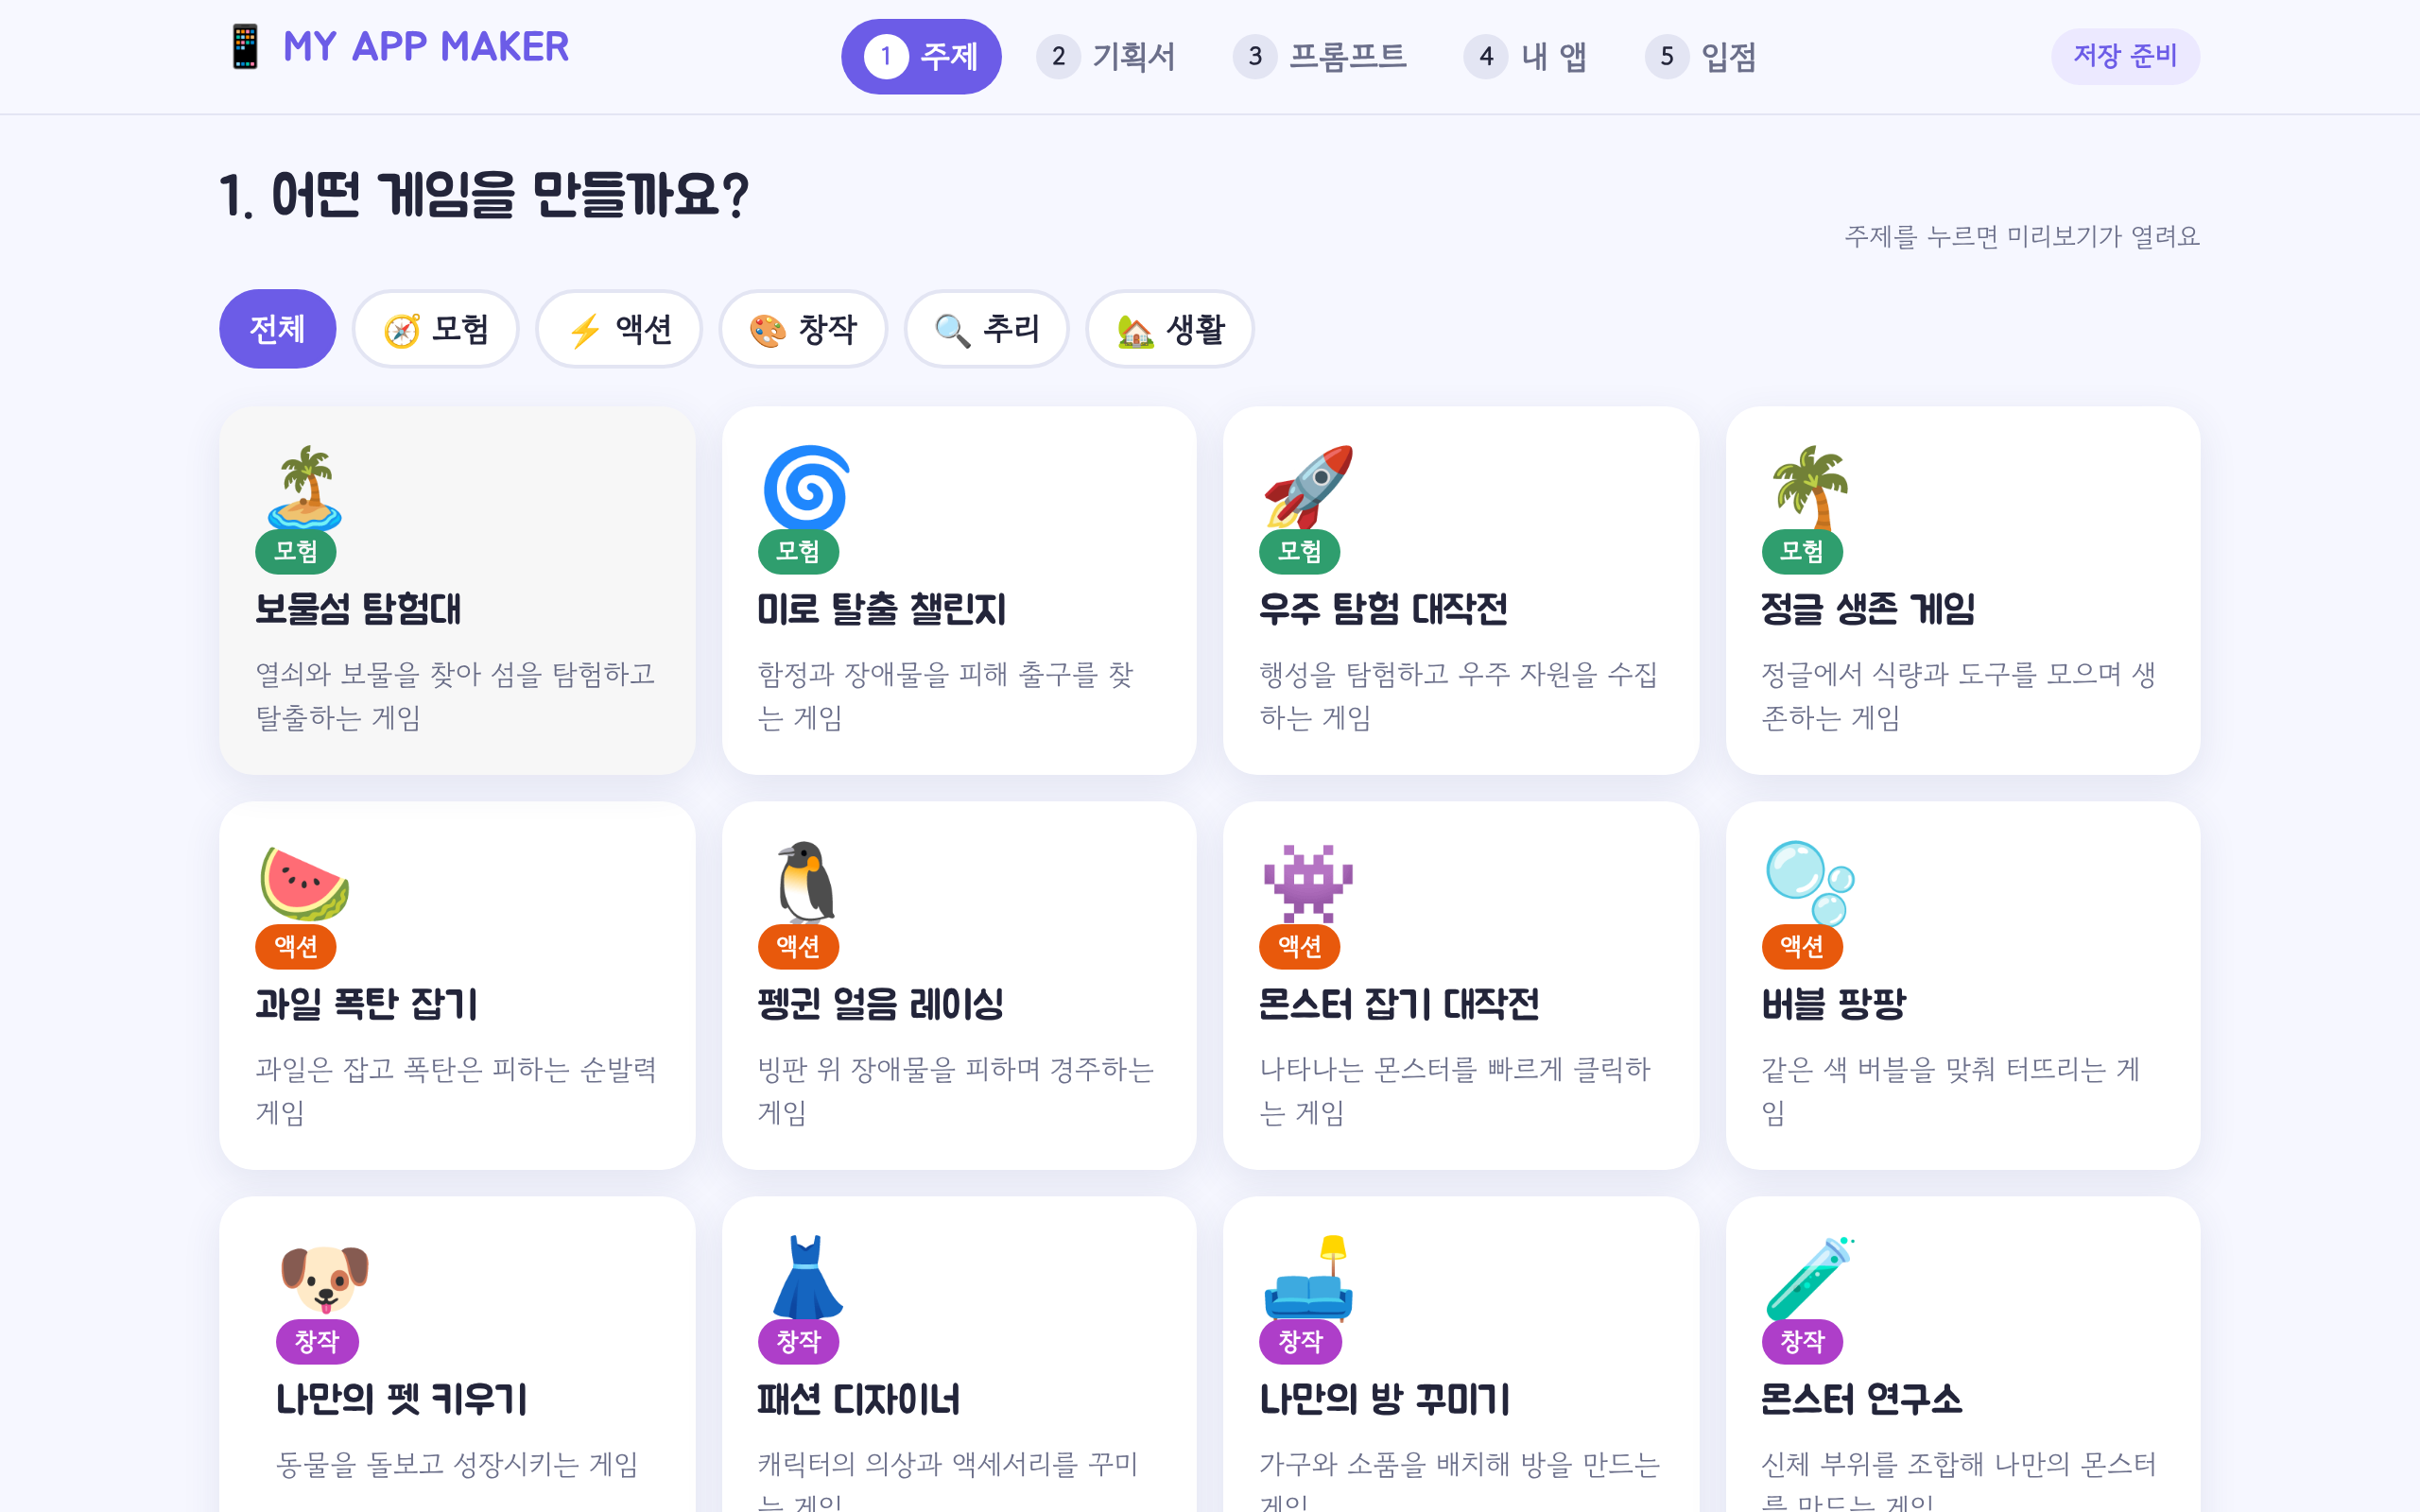 MY APP MAKER
1 주제
2 기획서
3 프롬프트
4 내 앱
5 입점
저장 준비
1. 어떤 게임을 만들까요?
주제를 누르면 미리보기가 열려요
전체
모험
액션
창작
추리
생활
모험
보물섬 탐험대
열쇠와 보물을 찾아 섬을 탐험하고
탈출하는 게임
모험
미로 탈출 챌린지
함정과 장애물을 피해 출구를 찾
는 게임
모험
우주 탐험 대작전
행성을 탐험하고 우주 자원을 수집
하는 게임
모험
정글 생존 게임
정글에서 식량과 도구를 모으며 생
존하는 게임
액션
과일 폭탄 잡기
과일은 잡고 폭탄은 피하는 순발력
게임
액션
펭귄 얼음 레이싱
빙판 위 장애물을 피하며 경주하는
게임
액션
몬스터 잡기 대작전
나타나는 몬스터를 빠르게 클릭하
는 게임
액션
버블 팡팡
같은 색 버블을 맞춰 터뜨리는 게
임
창작
나만의 펫 키우기
동물을 돌보고 성장시키는 게임
창작
패션 디자이너
캐릭터의 의상과 액세서리를 꾸미
는 게임
창작
나만의 방 꾸미기
가구와 소품을 배치해 방을 만드는
게임
창작
몬스터 연구소
신체 부위를 조합해 나만의 몬스터
를 만드는 게임